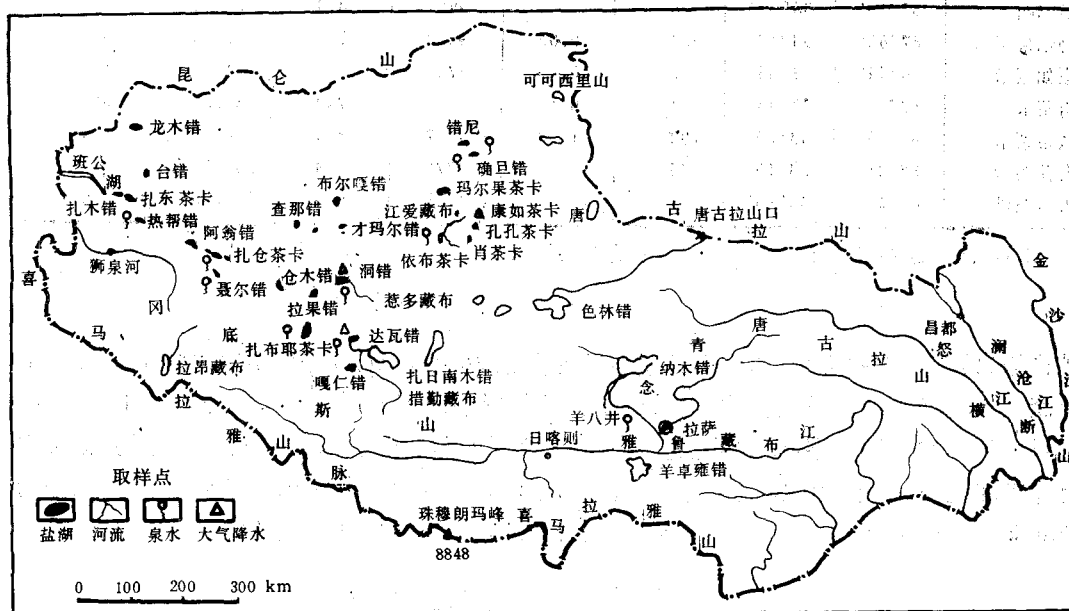 昆仑山
可可西里山
龙木错
错尼
班公湖
台错
确旦错
扎东茶卡
布尔嘎错
玛尔果茶卡
扎木错
热帮错
查那错
江爱藏布
康如茶卡
唐古拉山
唐古拉山口
阿翁错
才玛尔错
孔孔茶卡
扎仓茶卡
依布茶卡
肖茶卡
狮泉河
仓木错
洞错
聂尔错
惹多藏布
色林错
拉果错
扎布耶茶卡
达瓦错
拉昂藏布
嘎仁错
扎日南木错
措勤藏布
冈底斯山
念青唐古拉山
纳木错
昌都
怒江
澜沧江
金沙江
横断山
羊八井
拉萨
日喀则
雅鲁藏布江
羊卓雍错
喜马拉雅山脉
珠穆朗玛峰
8848
喜马拉雅山
取样点
盐湖 河流 泉水 大气降水
0 100 200 300 km